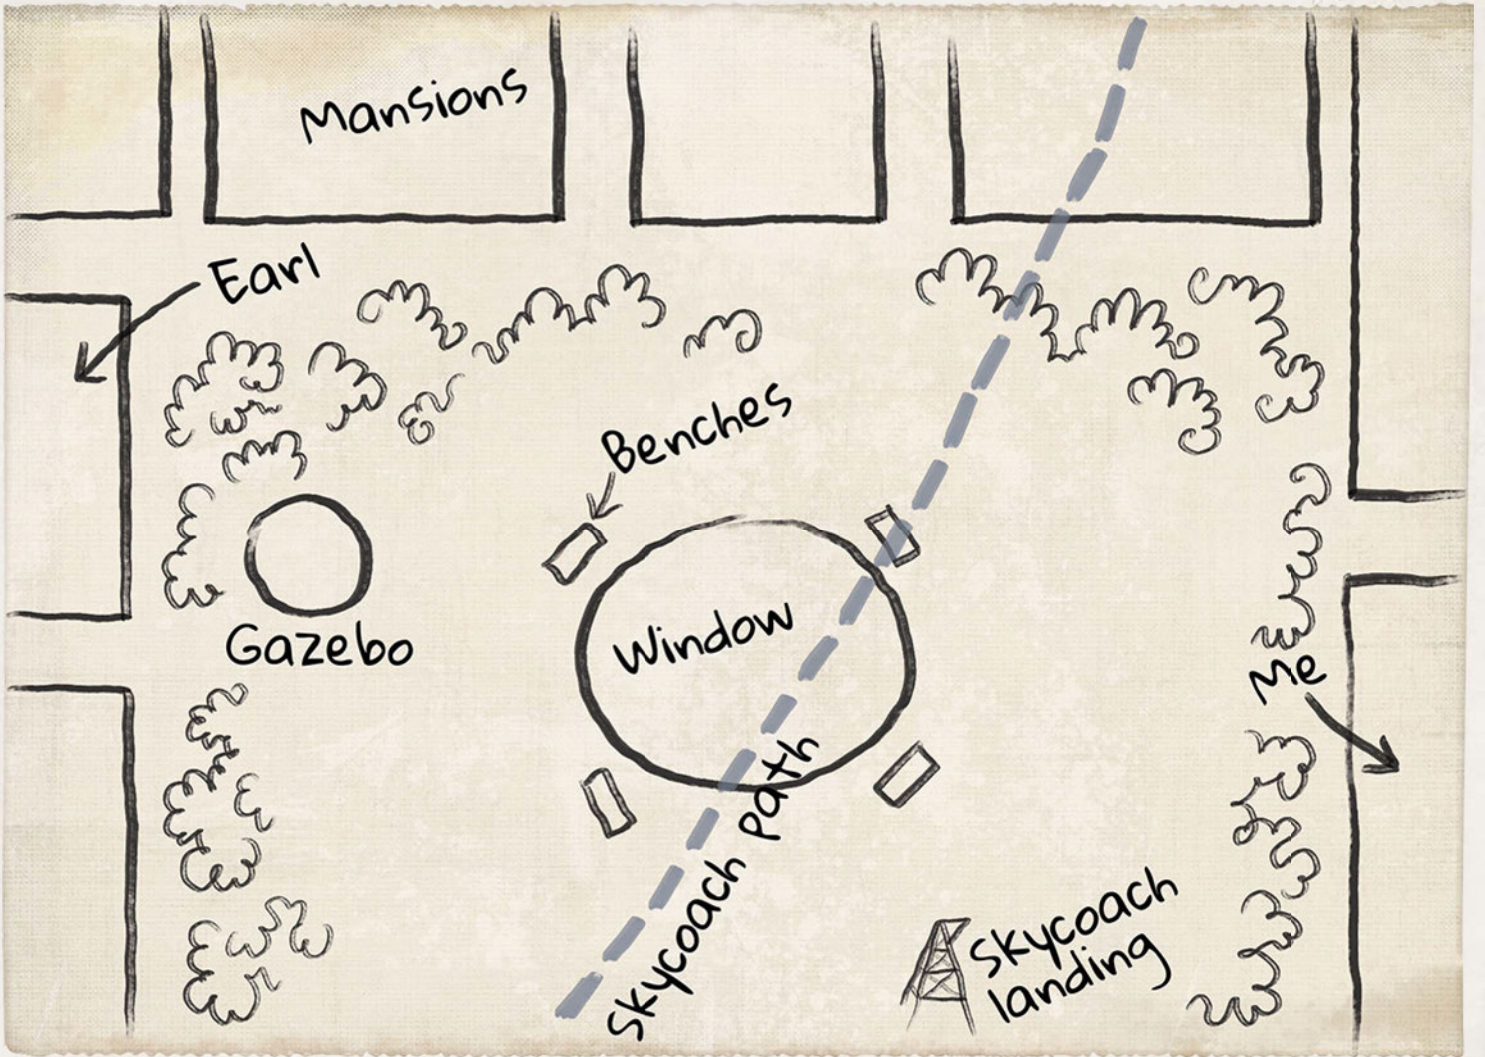 Mansions
Earl
Benches
Window
Gazebo
Me
Skycoach Path
Skycoach
landing